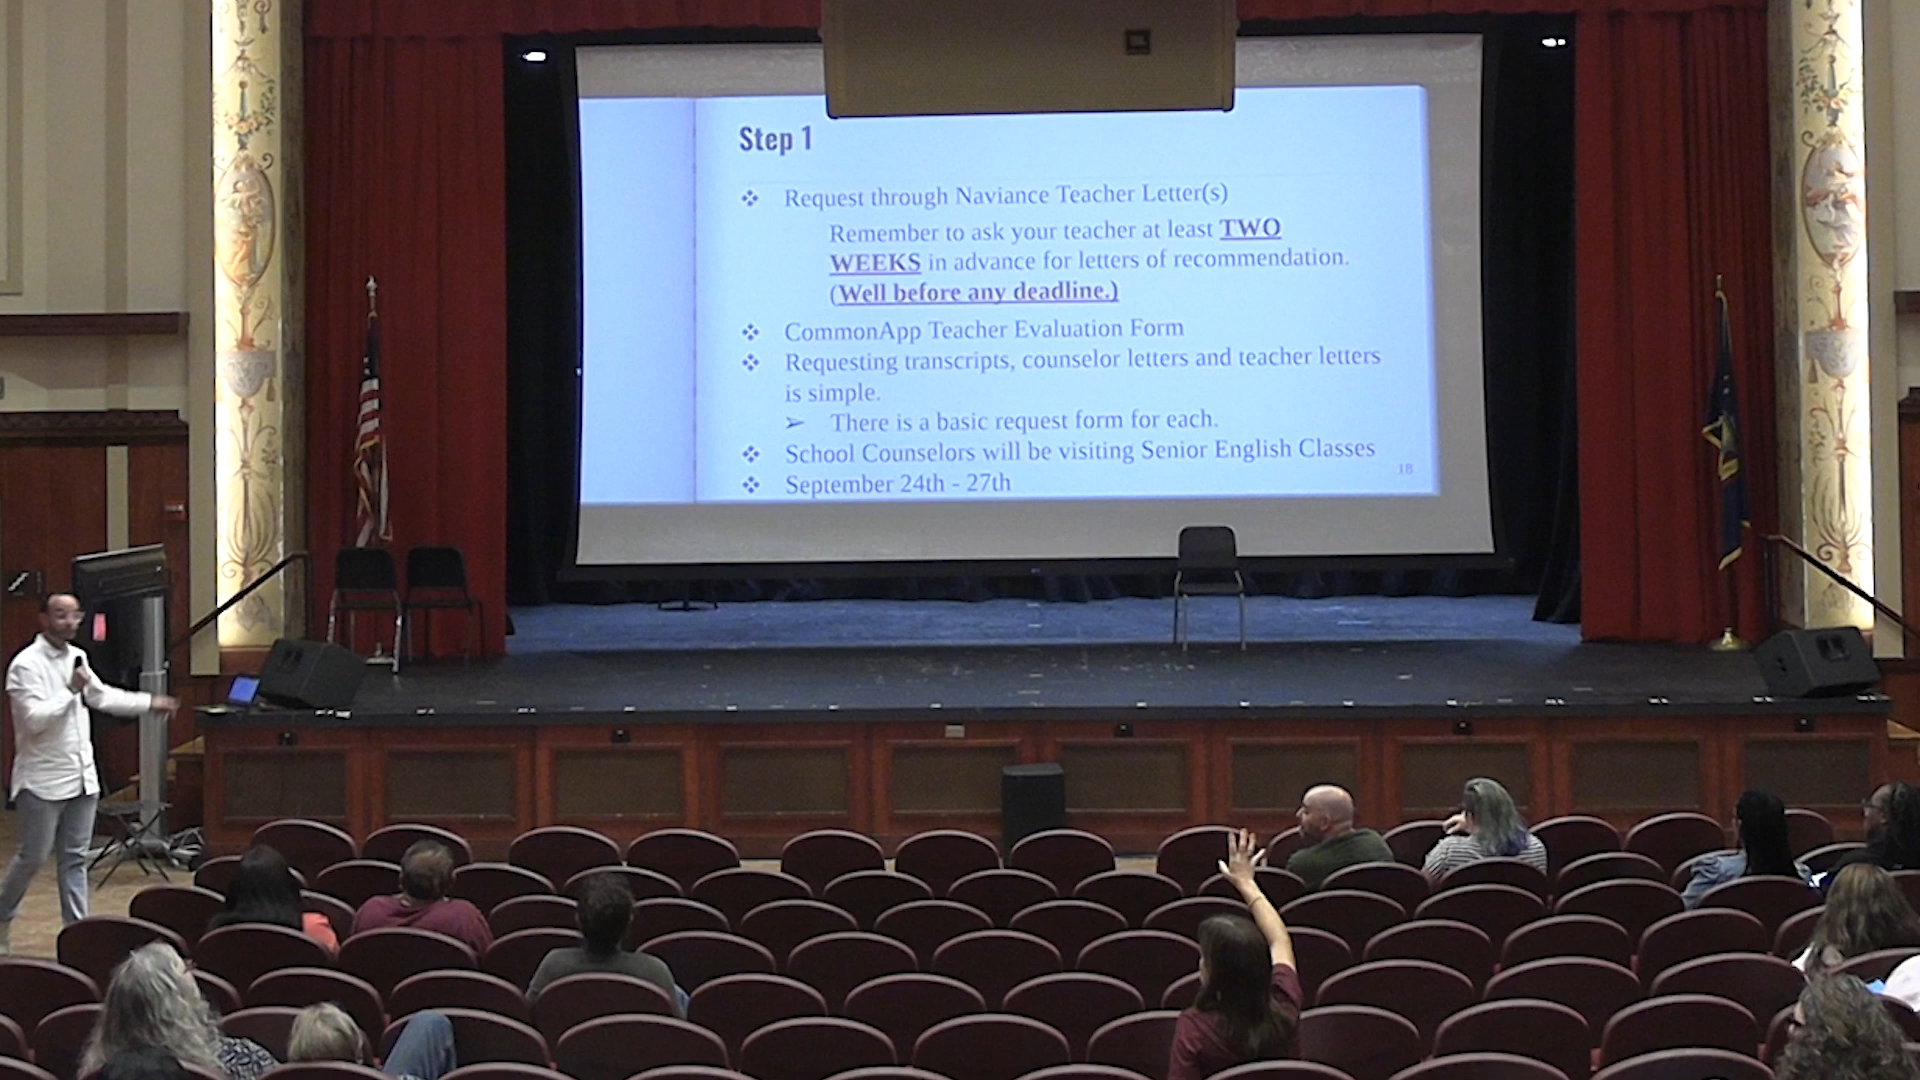 Step 1
❖ Request through Naviance Teacher Letter(s)
Remember to ask your teacher at least TWO
WEEKS in advance for letters of recommendation.
(Well before any deadline.)
❖ CommonApp Teacher Evaluation Form
❖ Requesting transcripts, counselor letters and teacher letters
is simple.
➢ There is a basic request form for each.
❖ School Counselors will be visiting Senior English Classes
❖ September 24th - 27th
18